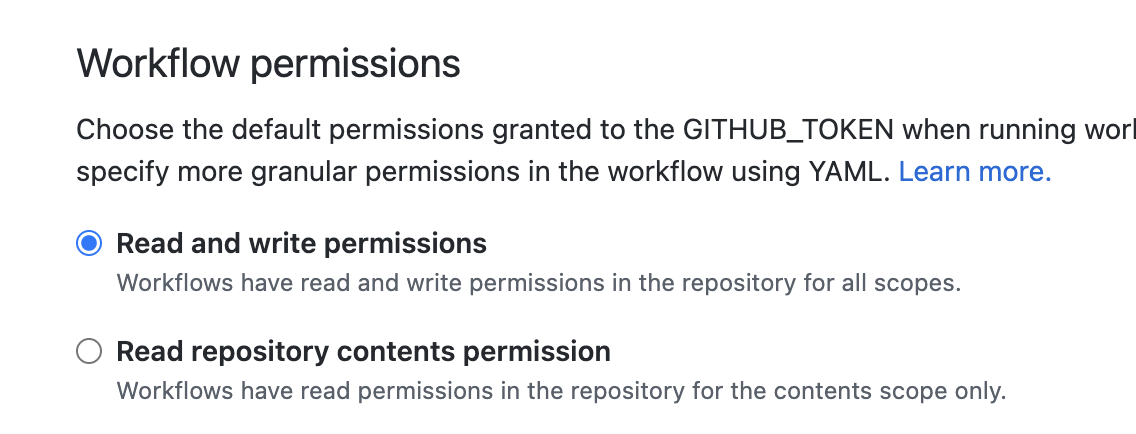 Workflow permissions
Choose the default permissions granted to the GITHUB_TOKEN when running
specify more granular permissions in the workflow using YAML. Learn more.
Read and write permissions
Workflows have read and write permissions in the repository for all scopes.
Read repository contents permission
Workflows have read permissions in the repository for the contents scope only.